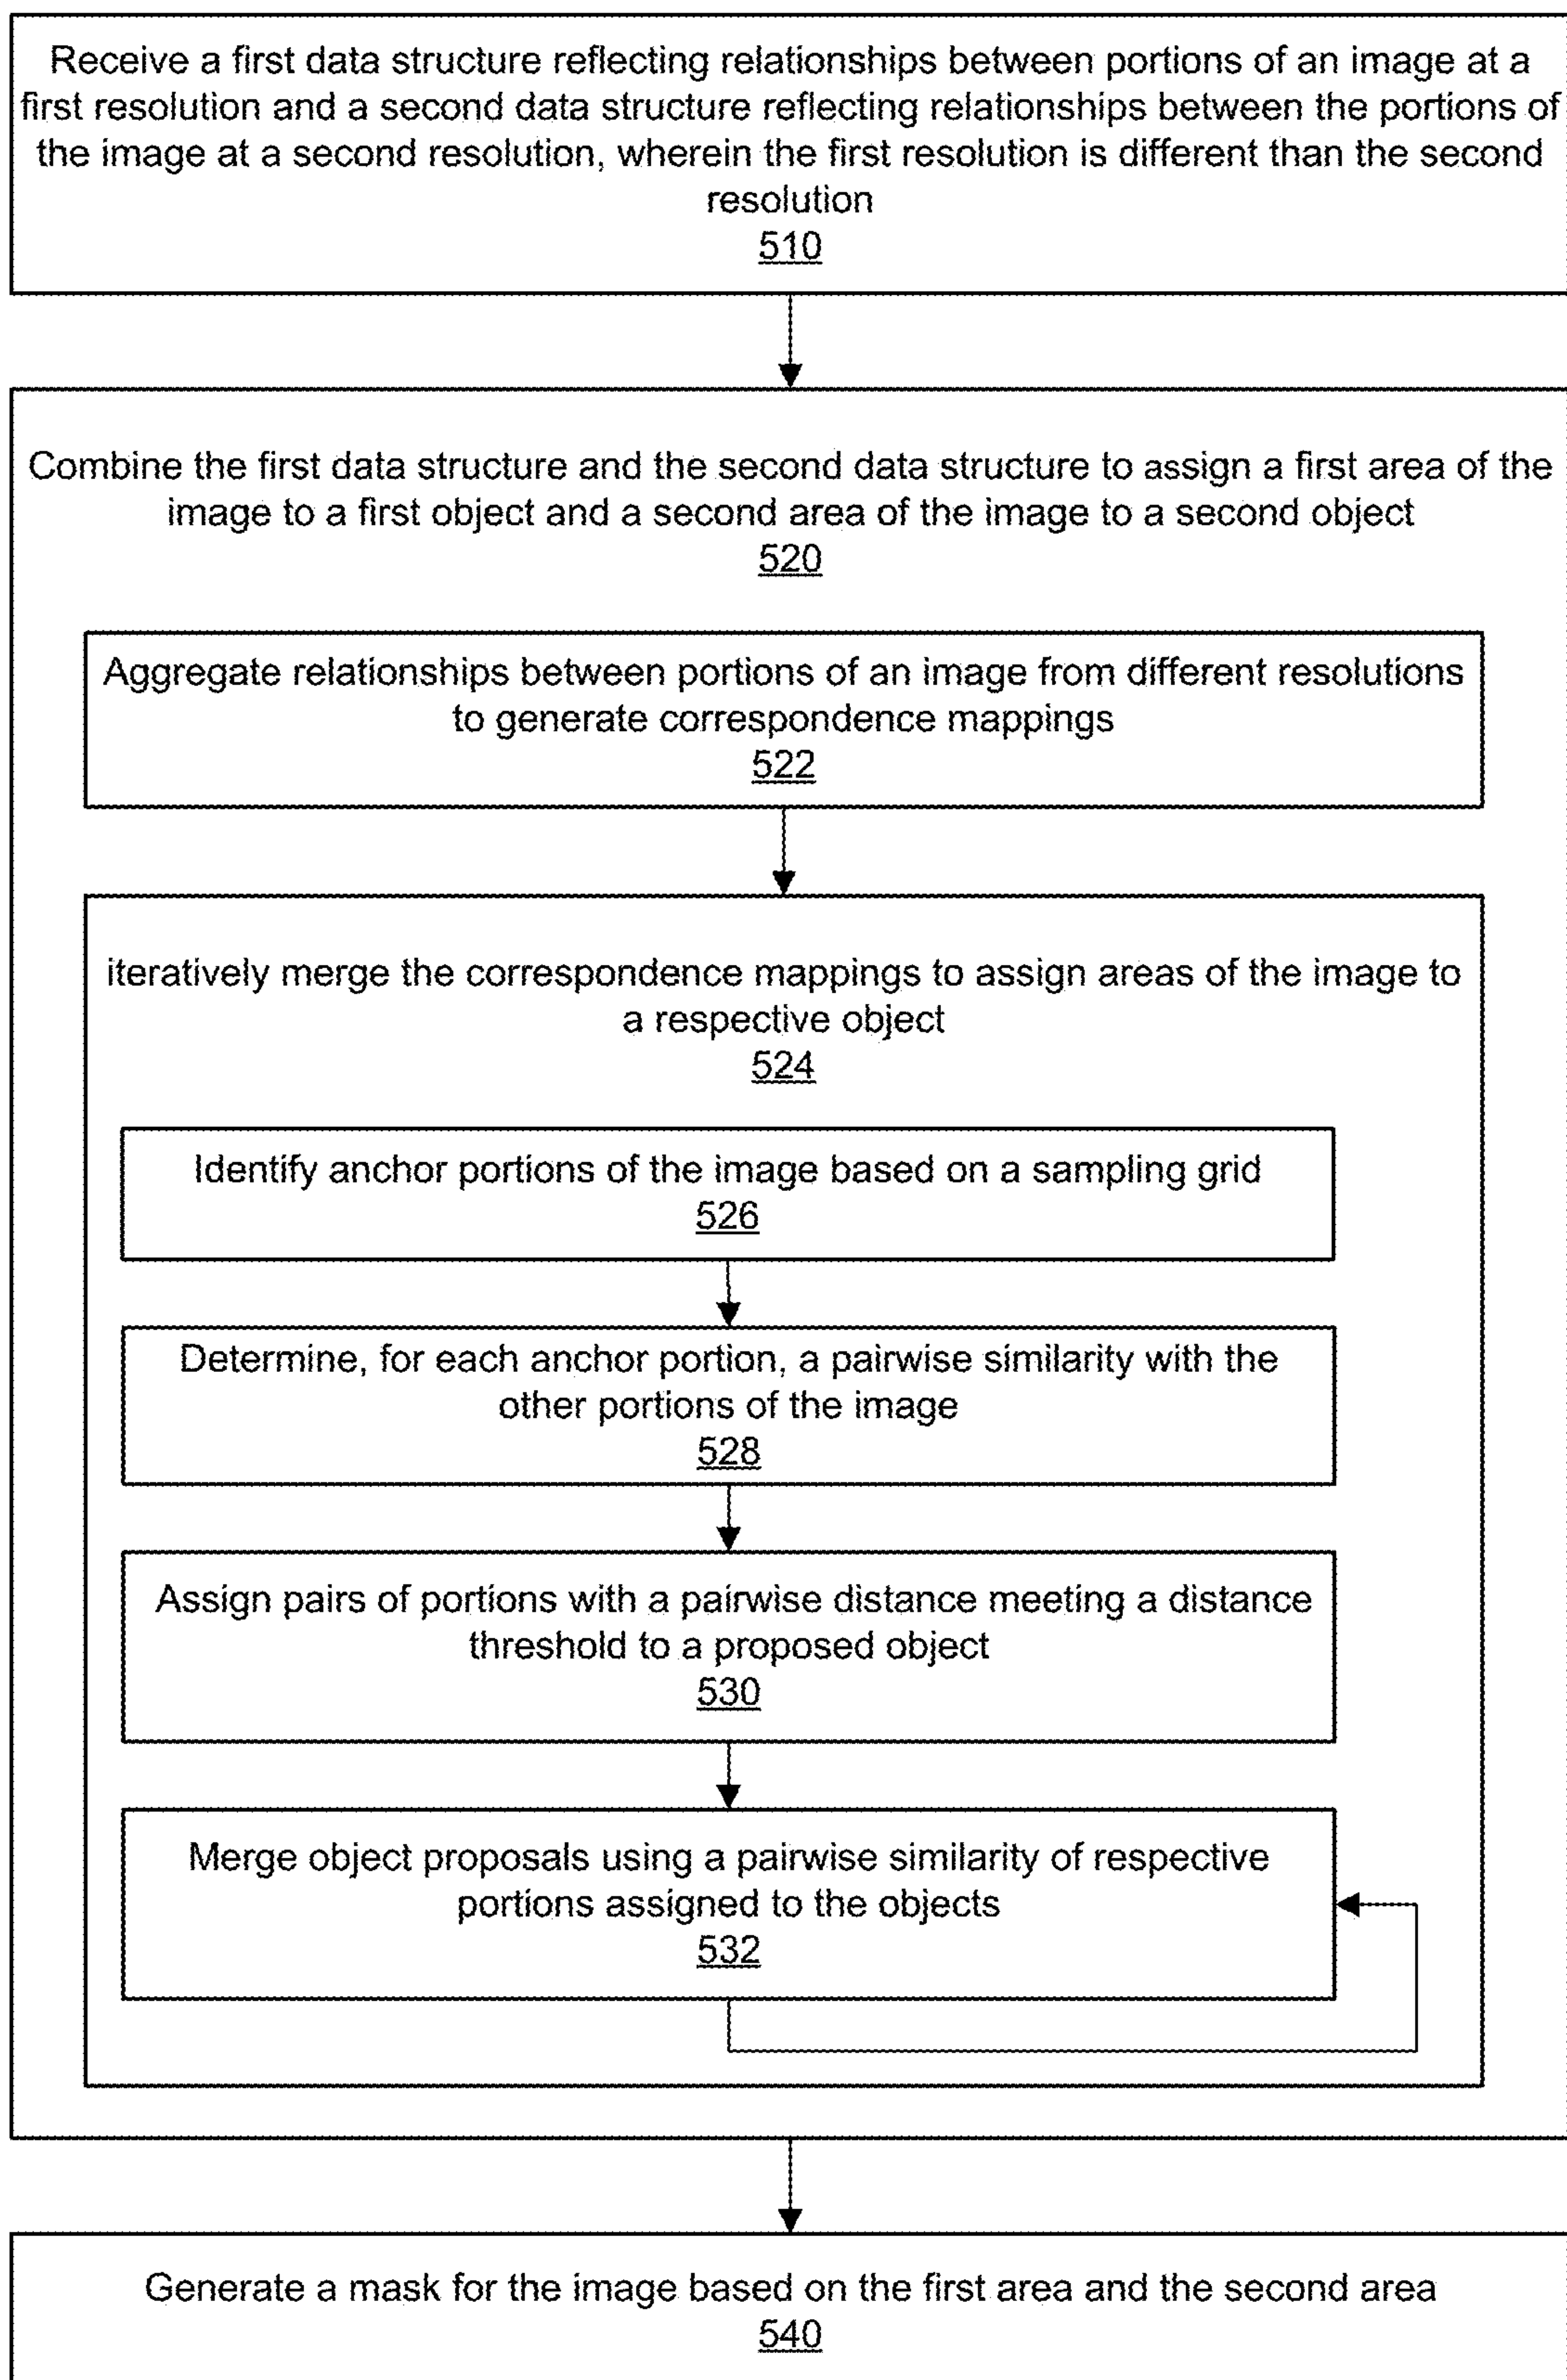 Receive a first data structure reflecting relationships between portions of an image at a
first resolution and a second data structure reflecting relationships between the portions of
the image at a second resolution, wherein the first resolution is different than the second
resolution
510
Combine the first data structure and the second data structure to assign a first area of the
image to a first object and a second area of the image to a second object
520
Aggregate relationships between portions of an image from different resolutions
to generate correspondence mappings
522
iteratively merge the correspondence mappings to assign areas of the image to
a respective object
524
Identify anchor portions of the image based on a sampling grid
526
Determine, for each anchor portion, a pairwise similarity with the
other portions of the image
528
Assign pairs of portions with a pairwise distance meeting a distance
threshold to a proposed object
530
Merge object proposals using a pairwise similarity of respective
portions assigned to the objects
532
Generate a mask for the image based on the first area and the second area
540